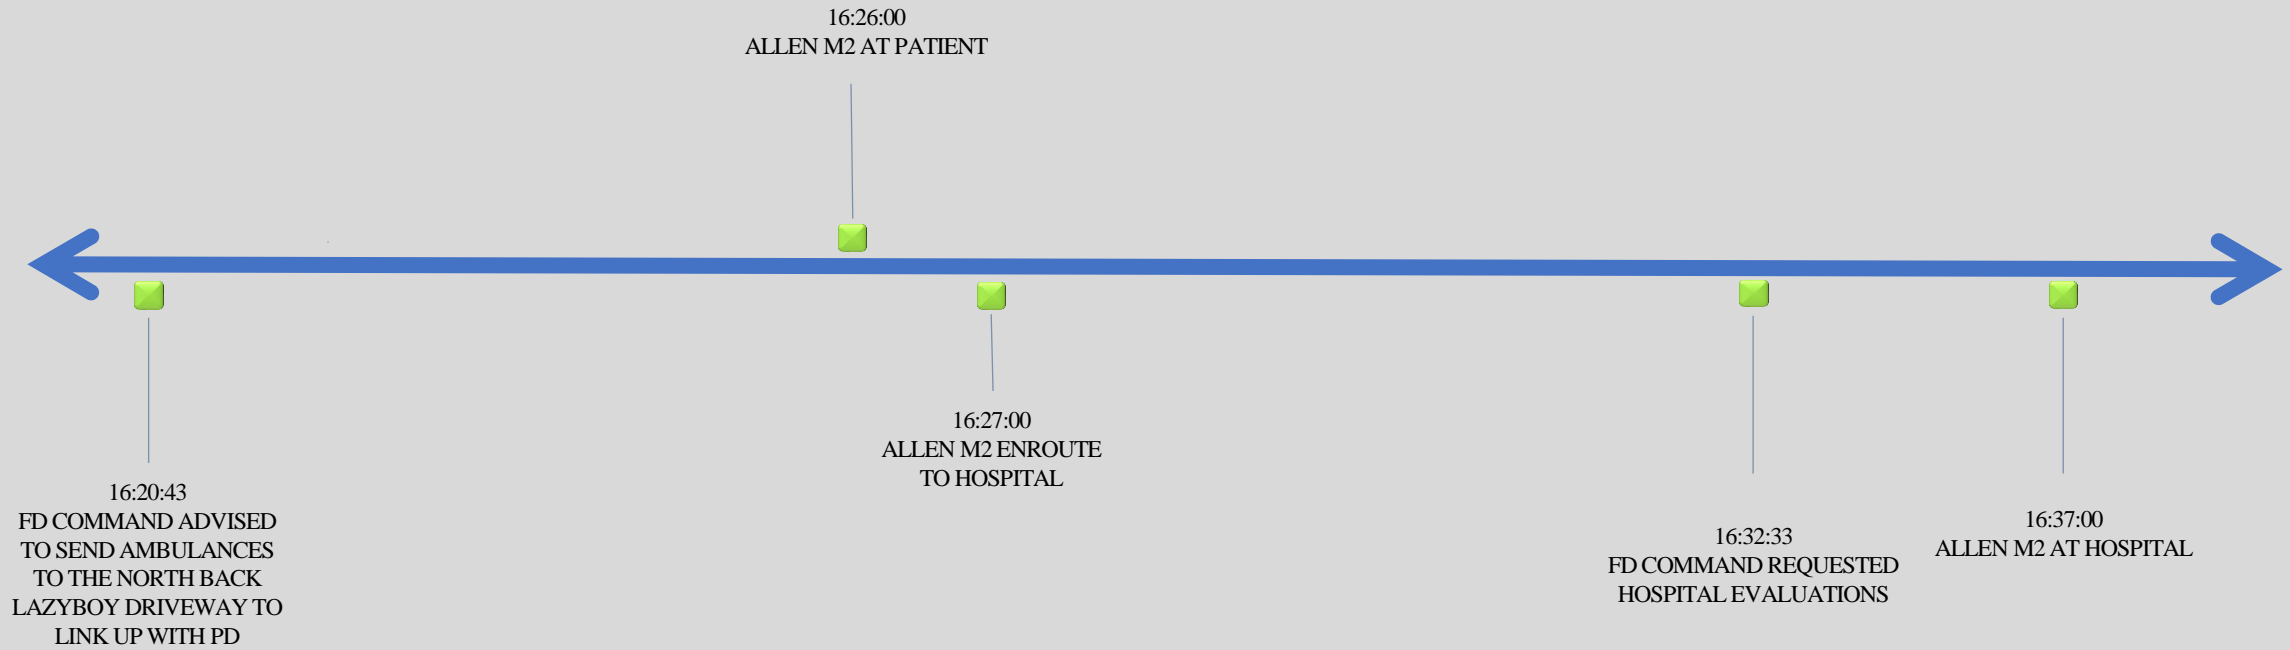 16:26:00
ALLEN M2 AT PATIENT
16:27:00
ALLEN M2 ENROUTE
TO HOSPITAL
16:20:43
FD COMMAND ADVISED
TO SEND AMBULANCES
TO THE NORTH BACK
LAZYBOY DRIVEWAY TO
LINK UP WITH PD
16:32:33
FD COMMAND REQUESTED
HOSPITAL EVALUATIONS
16:37:00
ALLEN M2 AT HOSPITAL